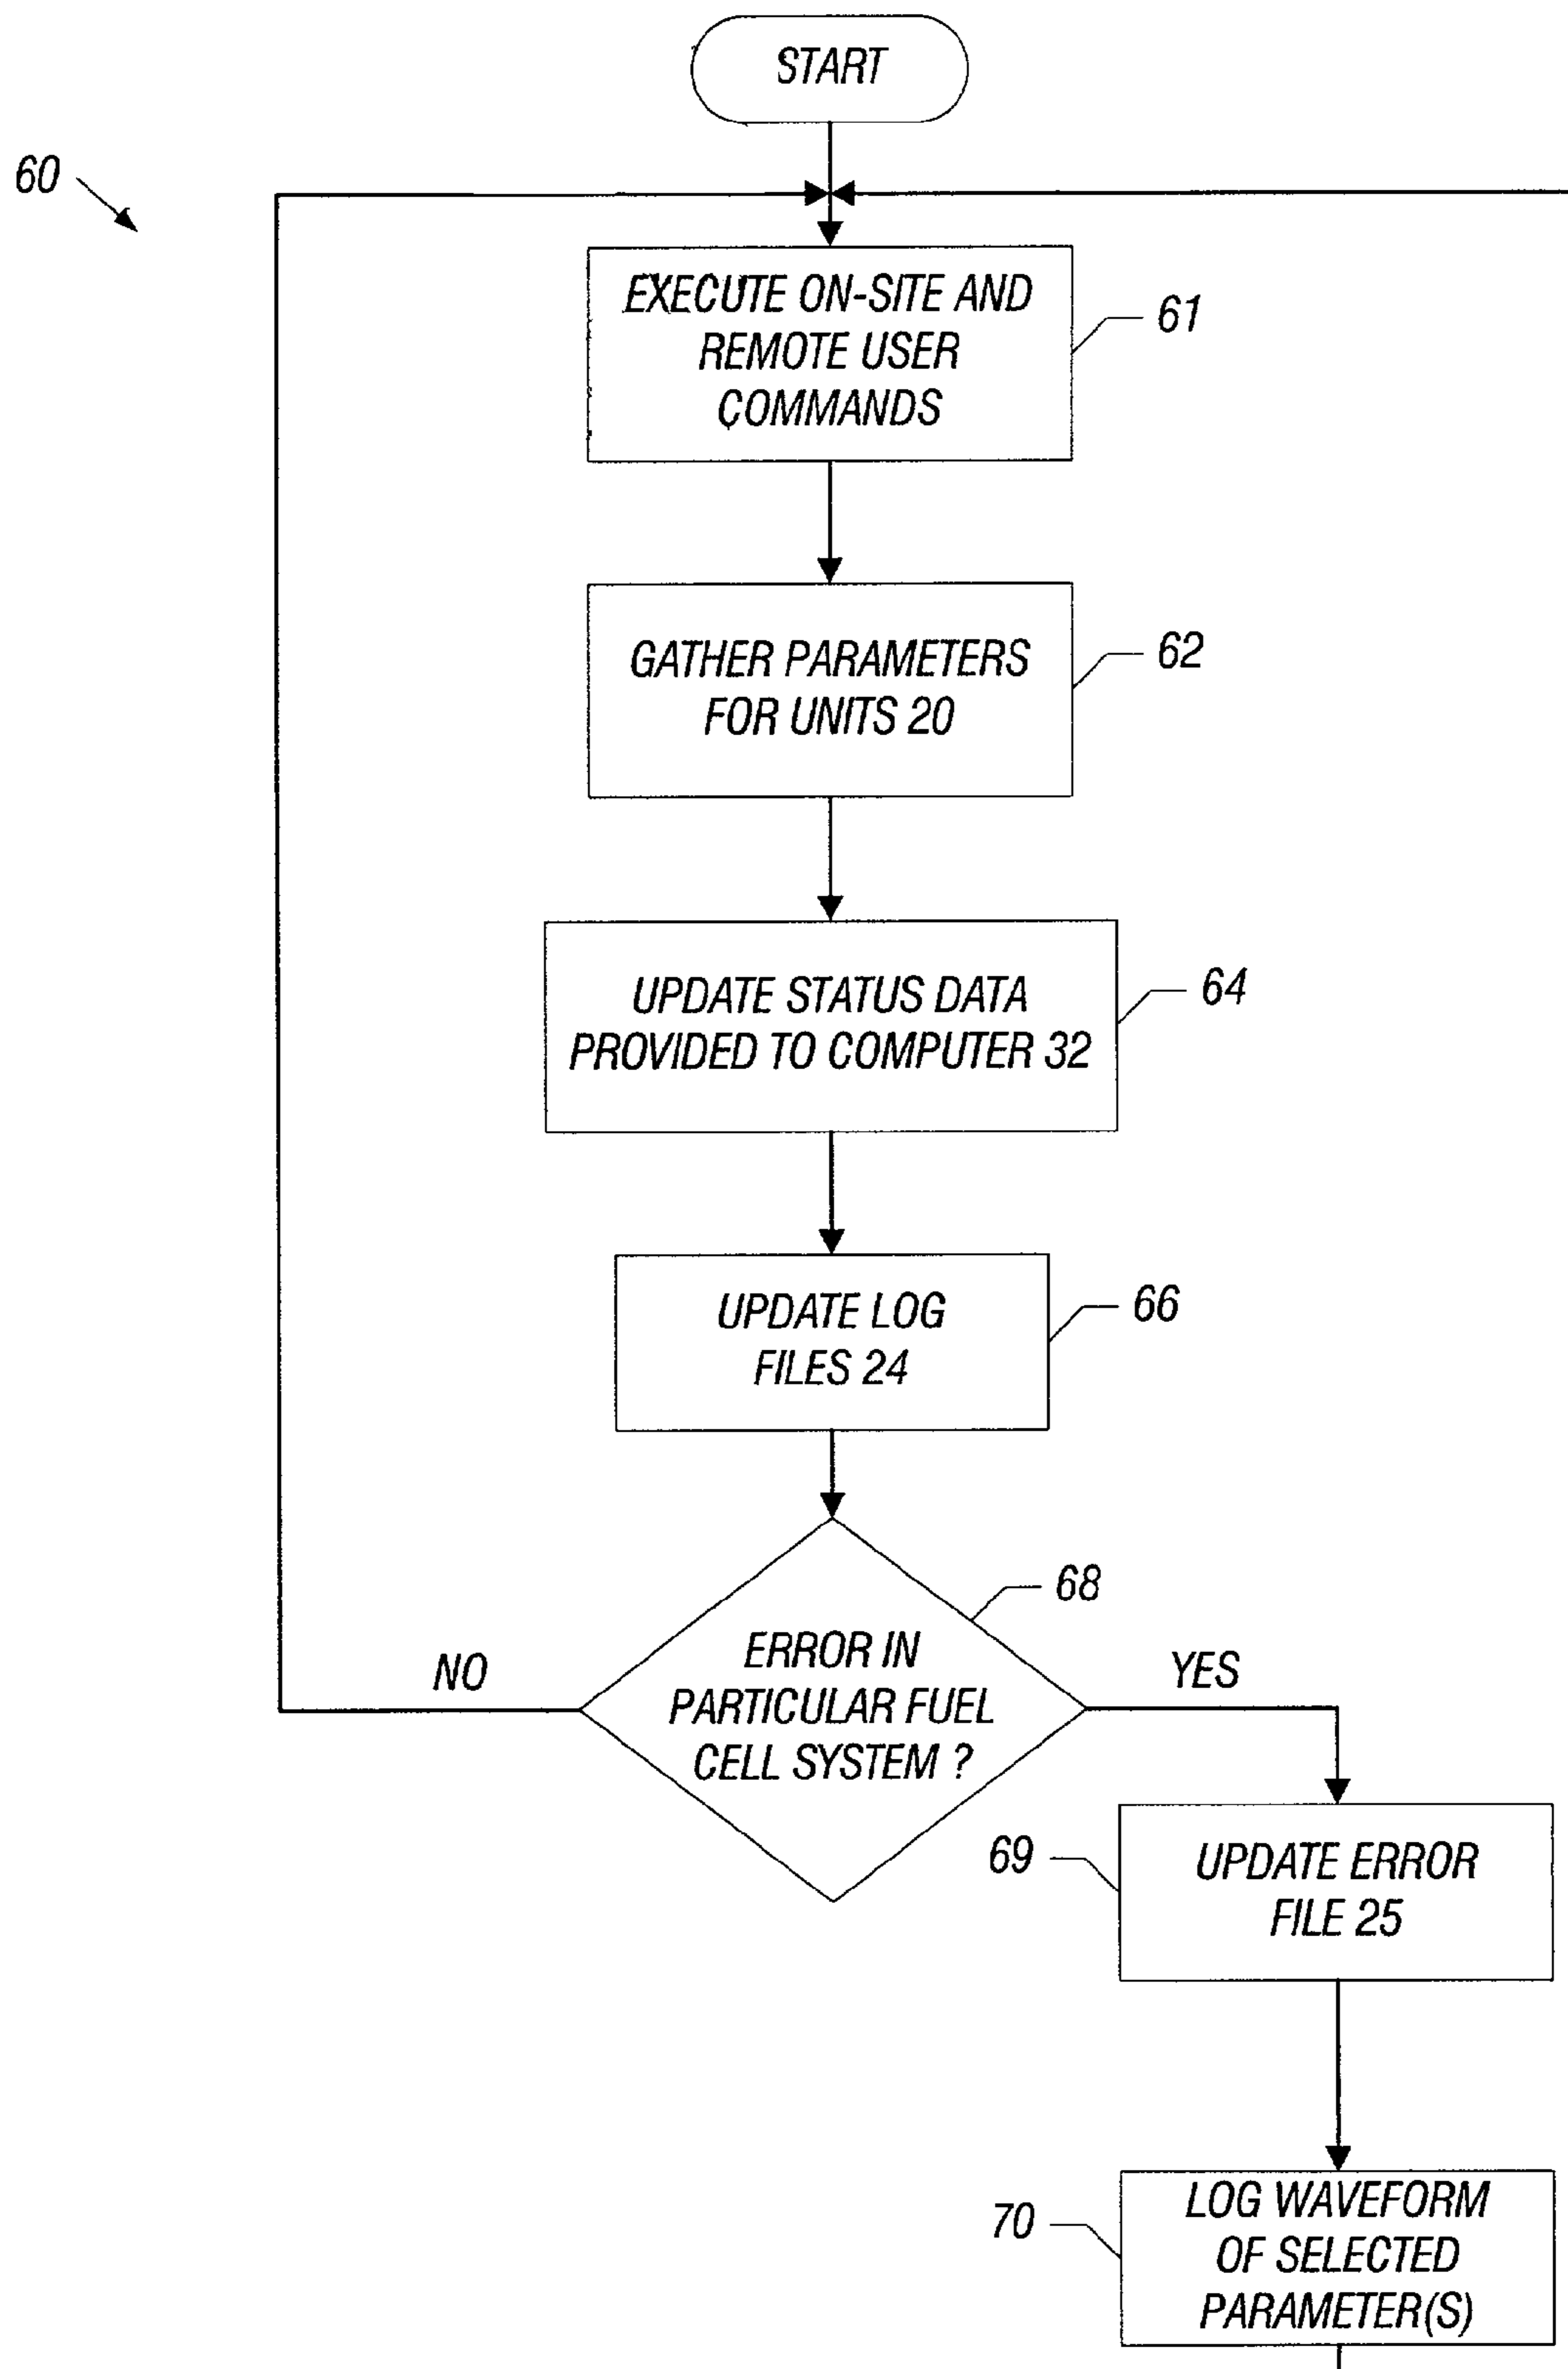 START
60
EXECUTE ON-SITE AND
REMOTE USER
COMMANDS
61
GATHER PARAMETERS
FOR UNITS 20
62
UPDATE STATUS DATA
PROVIDED TO COMPUTER 32
64
UPDATE LOG
FILES 24
66
68
ERROR IN
PARTICULAR FUEL
CELL SYSTEM ?
NO
YES
69
UPDATE ERROR
FILE 25
70
LOG WAVEFORM
OF SELECTED
PARAMETER(S)